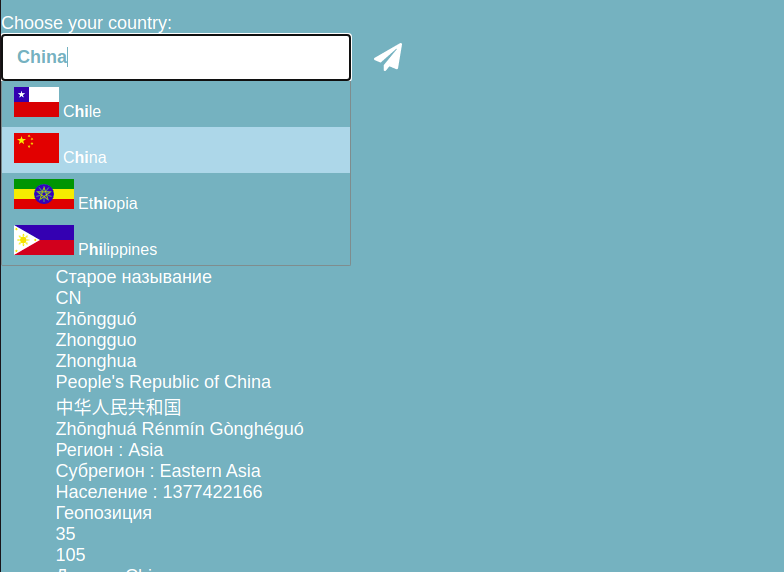 Choose your country:
China
Chile
China
Ethiopia
Philippines
Старое называние
CN
Zhōngguó
Zhongguo
Zhonghua
People's Republic of China
中华人民共和国
Zhōnghuá Rénmín Gònghéguó
Регион : Asia
Субрегион : Eastern Asia
Население : 1377422166
Геопозиция
35
105